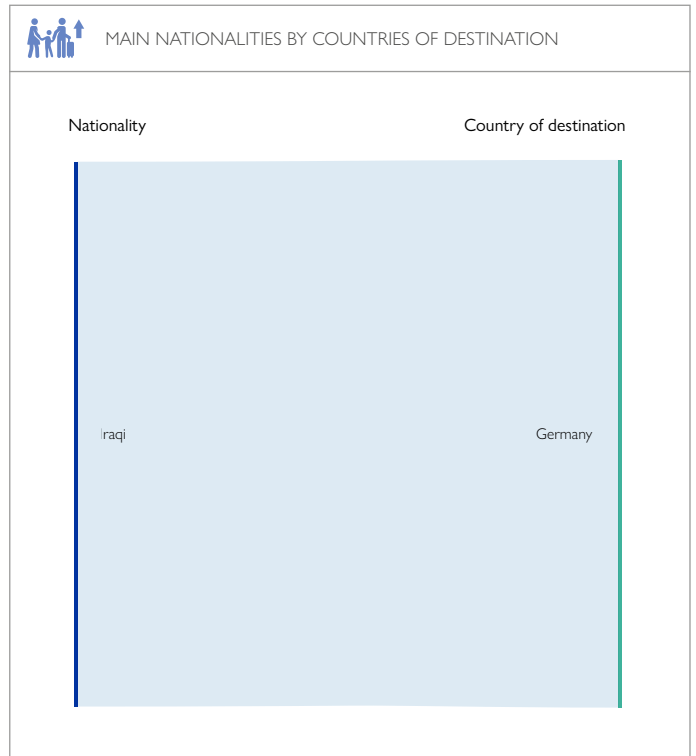 MAIN NATIONALITIES BY COUNTRIES OF DESTINATION
Nationality Country of destination
Iraqi Germany